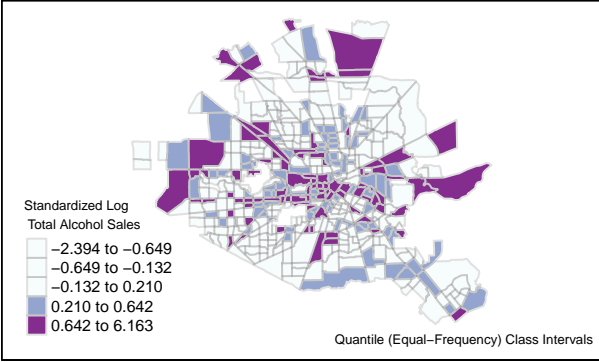 Standardized Log
Total Alcohol Sales
−2.394 to −0.649
−0.649 to −0.132
−0.132 to 0.210
0.210 to 0.642
0.642 to 6.163
Quantile (Equal−Frequency) Class Intervals